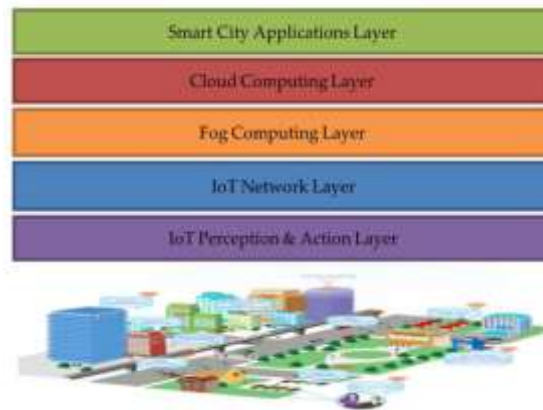 Smart City Applications Layer
Cloud Computing Layer
Fog Computing Layer
IoT Network Layer
IoT Perception & Action Layer